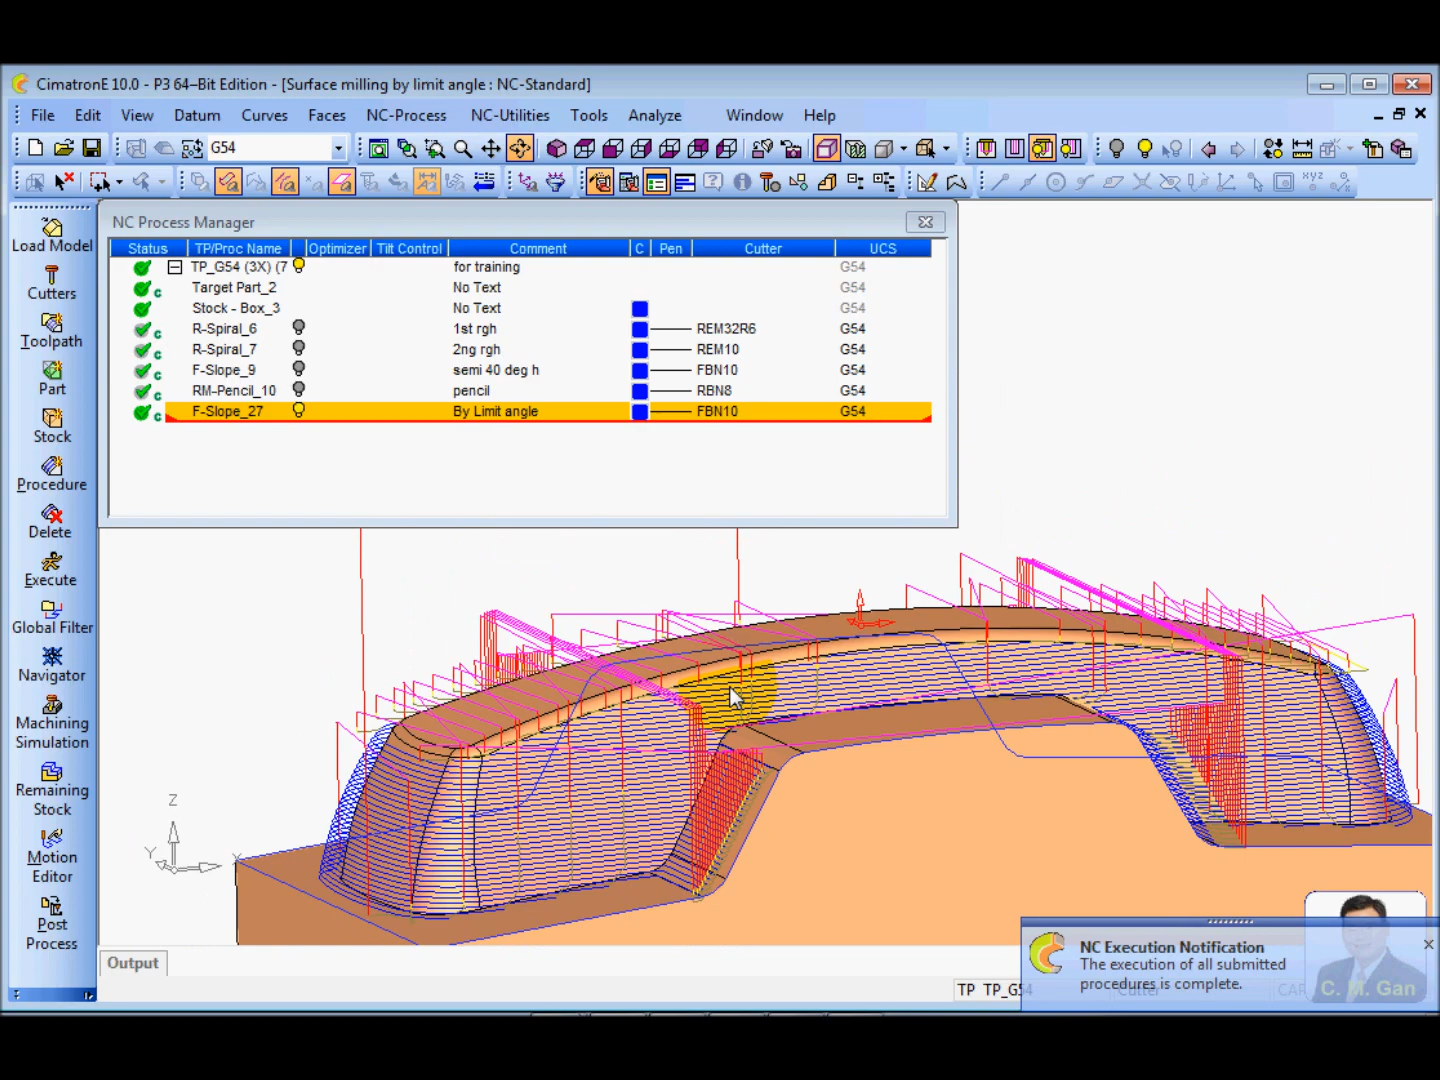 CimatronE 10.0 - P3 64–Bit Edition - [Surface milling by limit angle : NC-Standard]
File Edit View Datum Curves Faces NC-Process NC-Utilities Tools Analyze Window Help
G54
Load Model
Cutters
Toolpath
Part
Stock
Procedure
Delete
Execute
Global Filter
Navigator
Machining
Simulation
Remaining
Stock
Motion
Editor
Post
Process
NC Process Manager
Status TP/Proc Name Optimizer Tilt Control Comment C Pen Cutter UCS
TP_G54 (3X) (7 for training G54
c Target Part_2 No Text G54
Stock - Box_3 No Text G54
c R-Spiral_6 1st rgh REM32R6 G54
c R-Spiral_7 2ng rgh REM10 G54
c F-Slope_9 semi 40 deg h FBN10 G54
c RM-Pencil_10 pencil RBN8 G54
c F-Slope_27 By Limit angle FBN10 G54
Z
Y
X
Output
TP TP_G54
NC Execution Notification
The execution of all submitted
procedures is complete.
Cutter
C. M. Gan